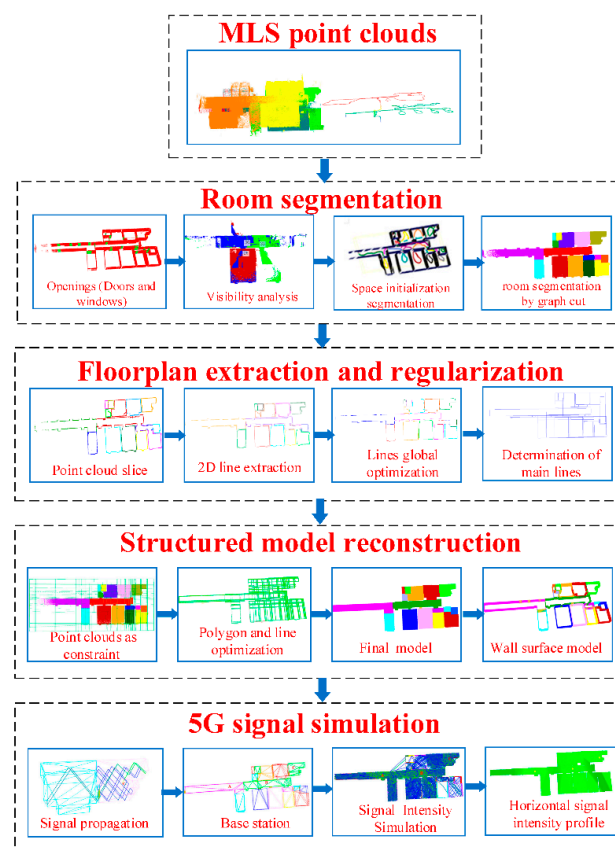 MLS point clouds
Room segmentation
Openings (Doors and
windows)
Visibility analysis
Space initialization
segmentation
room segmentation
by graph cut
Floorplan extraction and regularization
Point cloud slice
2D line extraction
Lines global
optimization
Determination of
main lines
Structured model reconstruction
Point clouds as
constraint
Polygon and line
optimization
Final model
Wall surface model
5G signal simulation
Signal propagation
Base station
Signal Intensity
Simulation
Horizontal signal
intensity profile